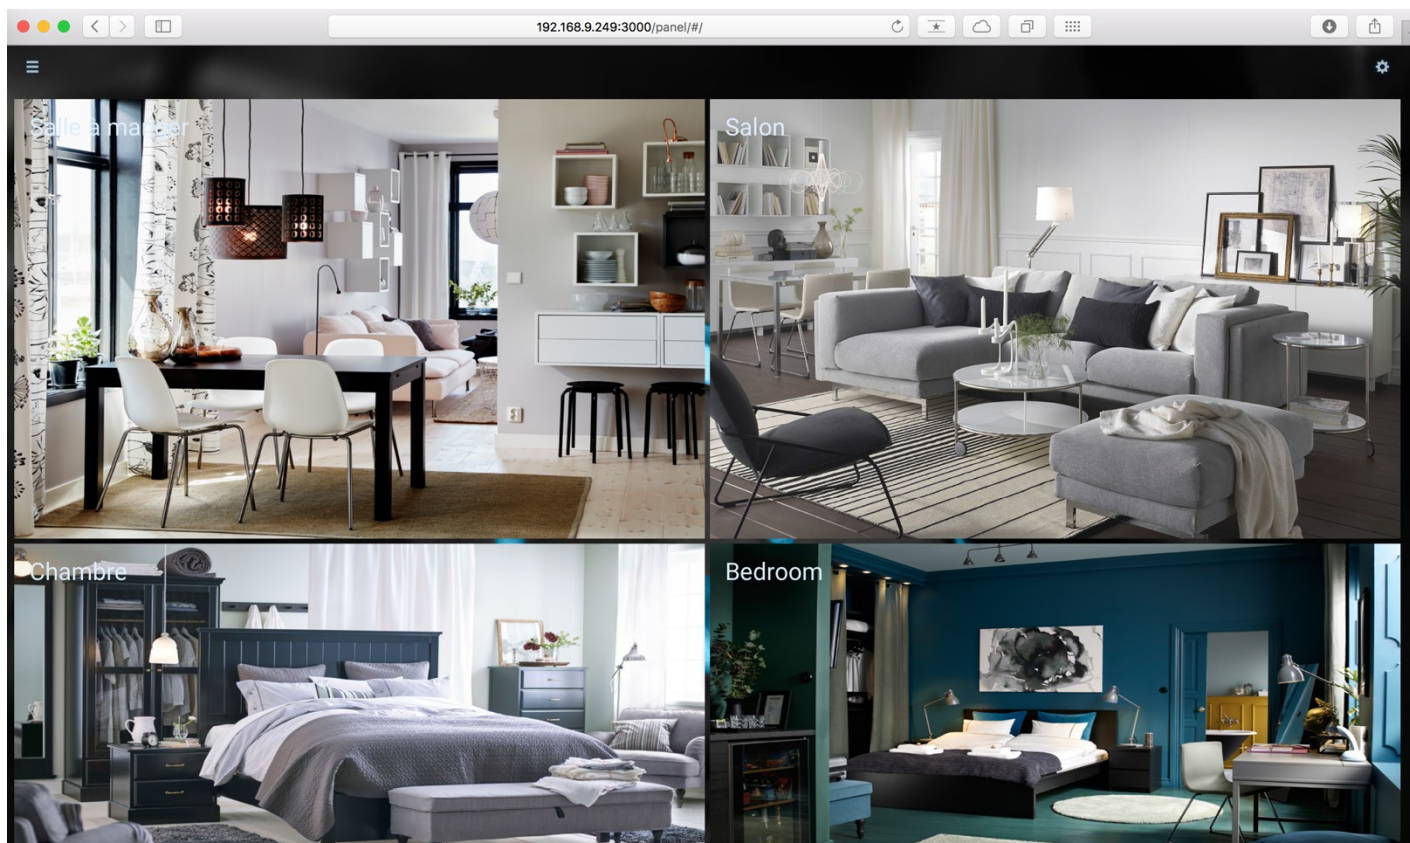 192.168.9.249:3000/panel/#/
Salle à manger
Salon
Chambre
Bedroom